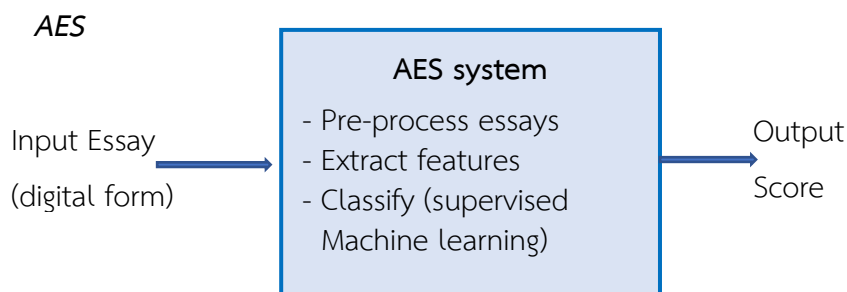 AES
AES system
Input Essay
(digital form)
- Pre-process essays
- Extract features
- Classify (supervised
Machine learning)
Output
Score